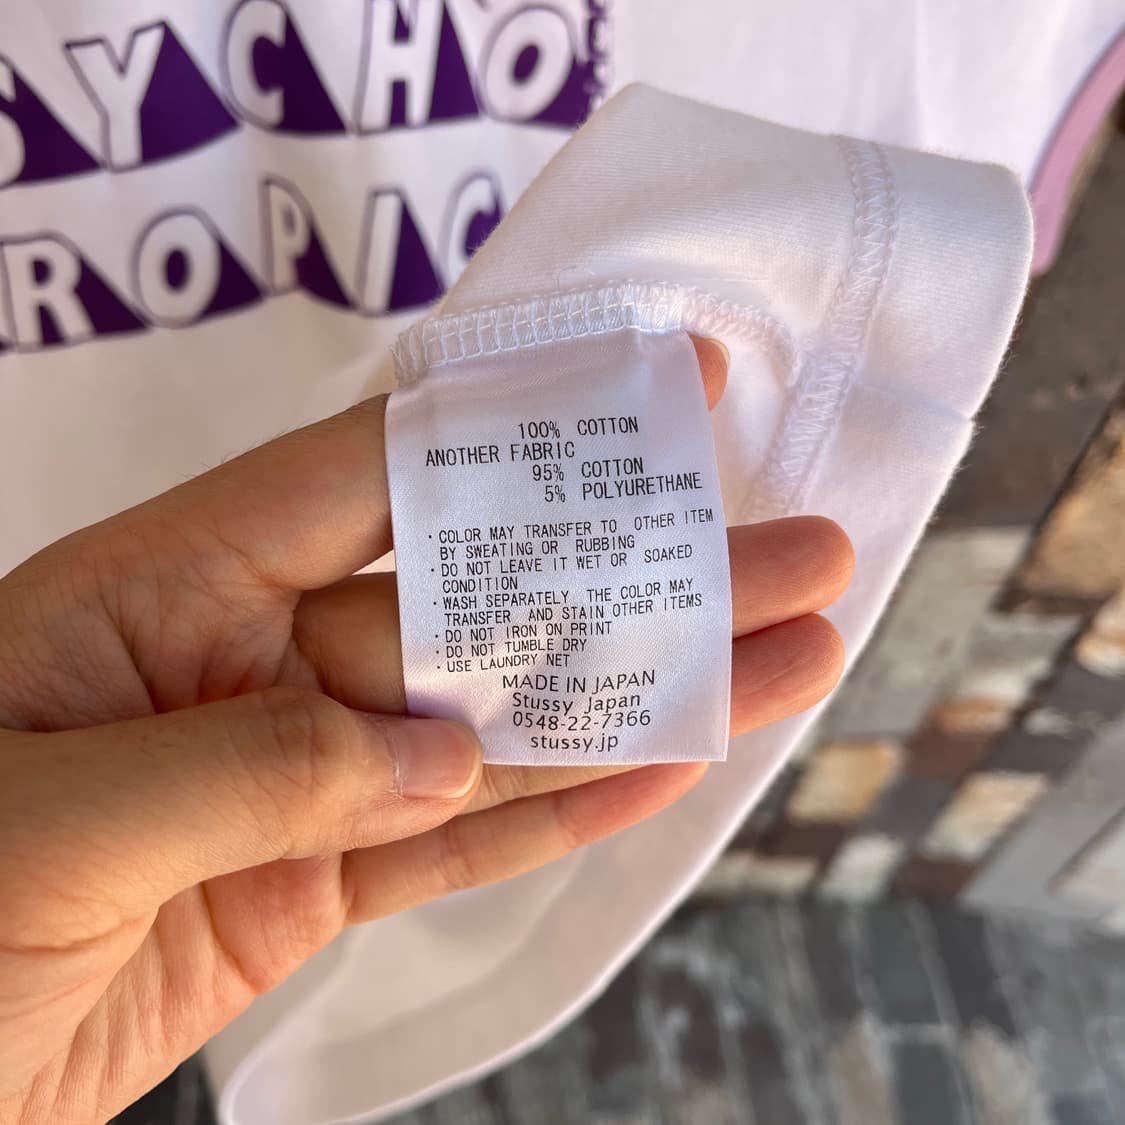 SYCHO
ROPIC
100% COTTON
ANOTHER FABRIC
95% COTTON
5% POLYURETHANE
・COLOR MAY TRANSFER TO OTHER ITEM
BY SWEATING OR RUBBING
・DO NOT LEAVE IT WET OR SOAKED
CONDITION
・WASH SEPARATELY THE COLOR MAY
TRANSFER AND STAIN OTHER ITEMS
・DO NOT IRON ON PRINT
・DO NOT TUMBLE DRY
・USE LAUNDRY NET
MADE IN JAPAN
Stussy Japan
0548-22-7366
stussy.jp